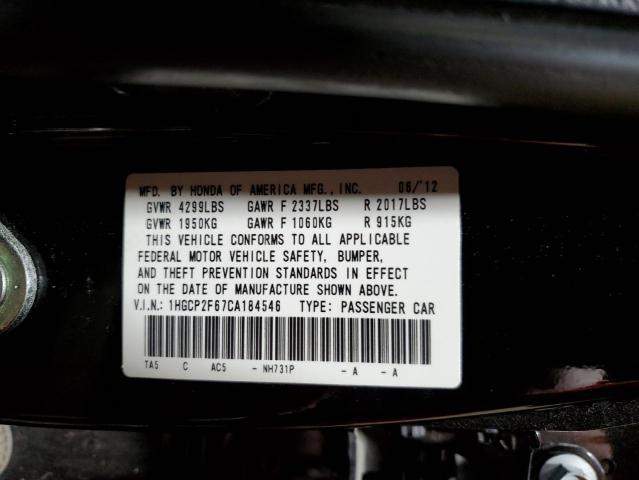 MFD. BY HONDA OF AMERICA MFG., INC. 06/'12
GVWR 4299LBS GAWR F 2337LBS R 2017LBS
GVWR 1950KG GAWR F 1060KG R 915KG
THIS VEHICLE CONFORMS TO ALL APPLICABLE
FEDERAL MOTOR VEHICLE SAFETY, BUMPER,
AND THEFT PREVENTION STANDARDS IN EFFECT
ON THE DATE OF MANUFACTURE SHOWN ABOVE.
V.I.N.: 1HGCP2F67CA184546 TYPE: PASSENGER CAR
TA5 C AC5 - NH731P - A - A